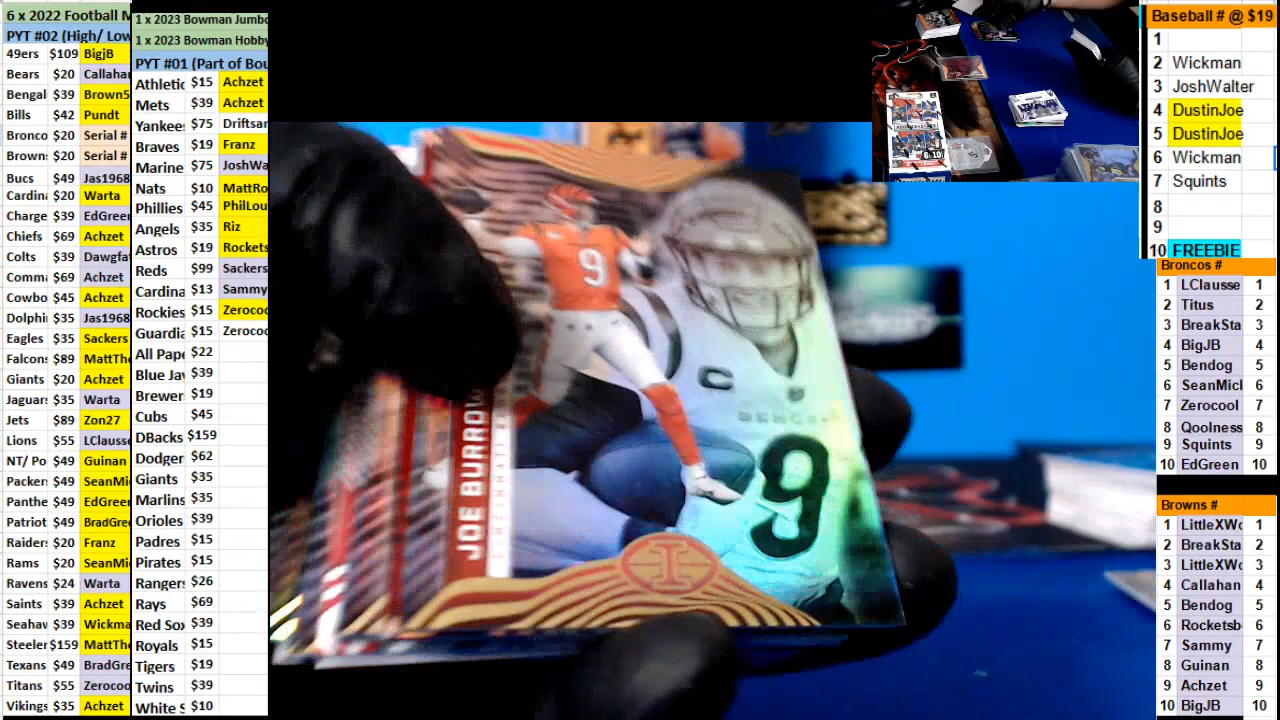 6 x 2022 Football M
PYT #02 (High/ Low
49ers $109 BigjB
Bears $20 Callaha
Bengal $39 Brown5
Bills $42 Pundt
Bronco $20 Serial #
Brown $20 Serial #
Bucs $49 Jas1968
Cardina $20 Warta
Charge $39 EdGreen
Chiefs $69 Achzet
Colts $39 Dawgfa
Comma $69 Achzet
Cowbo $45 Achzet
Dolphi $35 Jas1968
Eagles $35 Sackers
Falcons $89 MattTh
Giants $20 Achzet
Jaguar $35 Warta
Jets $89 Zon27
Lions $55 LClausse
NT/ Po $49 Guinan
Packer $49 SeanMi
Panthe $49 EdGreen
Patriot $49 BradGre
Raider $20 Franz
Rams $20 SeanMi
Ravens $24 Warta
Saints $39 Achzet
Seahaw $39 Wickma
Steeler $159 MattTh
Texans $49 BradGre
Titans $55 Zerocoo
Vikings $35 Achzet
1 x 2023 Bowman Jumbo
1 x 2023 Bowman Hobby
PYT #01 (Part of Bou
Athletic $15 Achzet
Mets $39 Achzet
Yankee $75 Driftsar
Braves $19 Franz
Marine $75 JoshWa
Nats $10 MattRo
Phillies $45 PhilLou
Angels $35 Riz
Astros $19 Rockets
Reds $99 Sackers
Cardina $13 Sammy
Rockies $15 Zerocoo
Guardia $15 Zerocoo
All Pape $22
Blue Jay $39
Brewer $19
Cubs $45
DBacks $159
Dodger $62
Giants $35
Marlins $35
Orioles $39
Padres $15
Pirates $15
Ranger $26
Rays $69
Red Sox $39
Royals $15
Tigers $19
Twins $39
White S $10
9
C
BENGA
9
JOE BURROW
I
Baseball # @ $19
1
2 Wickman
3 JoshWalter
4 DustinJoe
5 DustinJoe
6 Wickman
7 Squints
8
9
10 FREEBIE
Broncos #
1 LClausse 1
2 Titus 2
3 BreakSta 3
4 BigJB 4
5 Bendog 5
6 SeanMick 6
7 Zerocool 7
8 Qoolness 8
9 Squints 9
10 EdGreen 10
Browns #
1 LittleXWo 1
2 BreakSta 2
3 LittleXWo 3
4 Callahan 4
5 Bendog 5
6 Rocketsb 6
7 Sammy 7
8 Guinan 8
9 Achzet 9
10 BigJB 10